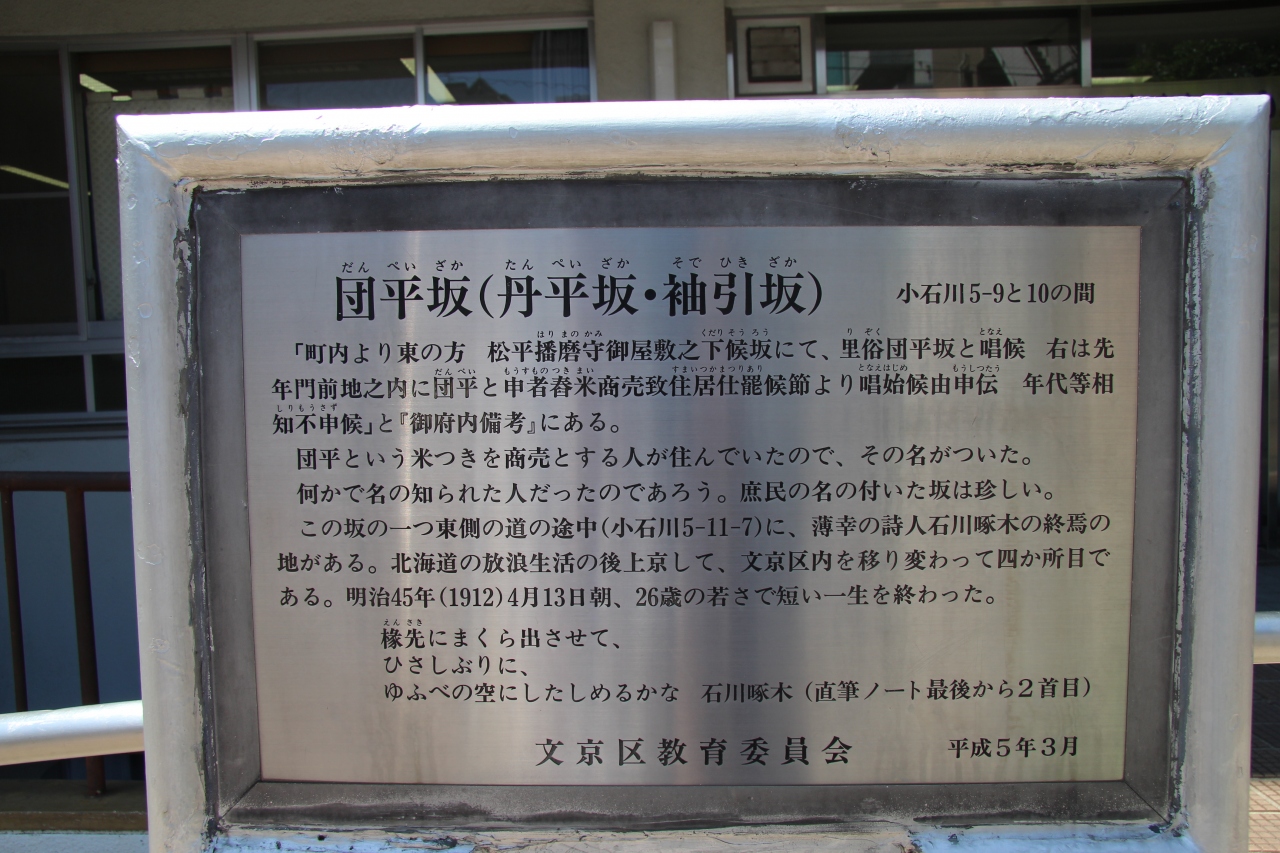 団平坂(丹平坂・袖引坂) 小石川5-9と10の間
だん ぺい ざか たん ぺい ざか そで ひき ざか
「町内より東の方 松平播磨守御屋敷之下候坂にて、里俗団平坂と唱候 右は先
はり まの かみ くだり そう ろう り ぞく となえ
年門前地之内に団平と申者舂米商売致住居仕罷候節より唱始候由申伝 年代等相
だん ぺい もうすものつき まい すまいつかまつりあり となえはじめ もうしつたう
知不申候」と『御府内備考』にある。
しりもうさず
団平という米つきを商売とする人が住んでいたので、その名がついた。
何かで名の知られた人だったのであろう。庶民の名の付いた坂は珍しい。
この坂の一つ東側の道の途中(小石川5-11-7)に、薄幸の詩人石川啄木の終焉の
地がある。北海道の放浪生活の後上京して、文京区内を移り変わって四か所目で
ある。明治45年(1912)4月13日朝、26歳の若さで短い一生を終わった。
椽先にまくら出させて、
えん さき
ひさしぶりに、
ゆふべの空にしたしめるかな 石川啄木 (直筆ノート最後から2首目)
文京区教育委員会 平成5年3月